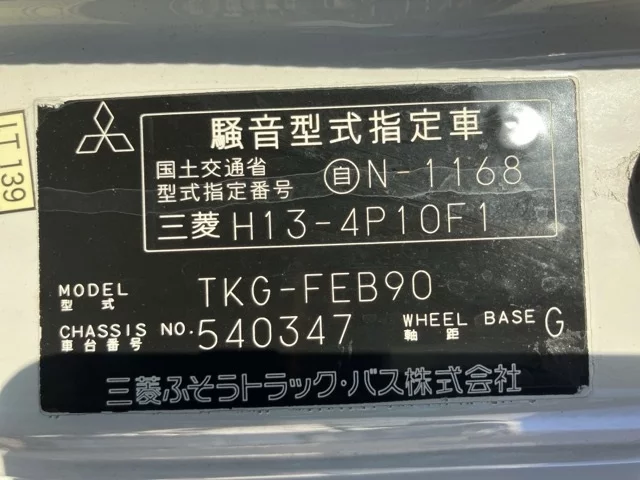 騒音型式指定車
国土交通省
型式指定番号 自N-1168
三菱 H13-4P10F1
MODEL
型式 TKG-FEB90
CHASSIS NO. 540347 WHEEL BASE G
車台番号 軸距
三菱ふそうトラック・バス株式会社
T139